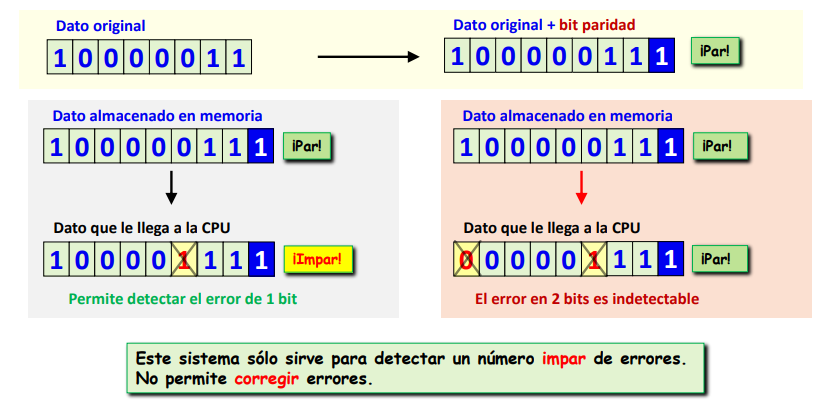 Dato original
1 0 0 0 0 0 1 1
Dato original + bit paridad
1 0 0 0 0 0 1 1 1
¡Par!
Dato almacenado en memoria
1 0 0 0 0 0 1 1 1
¡Par!
Dato que le llega a la CPU
1 0 0 0 0 1 1 1 1
¡Impar!
Permite detectar el error de 1 bit
Dato almacenado en memoria
1 0 0 0 0 0 1 1 1
¡Par!
Dato que le llega a la CPU
0 0 0 0 0 1 1 1 1
¡Par!
El error en 2 bits es indetectable
Este sistema sólo sirve para detectar un número impar de errores.
No permite corregir errores.